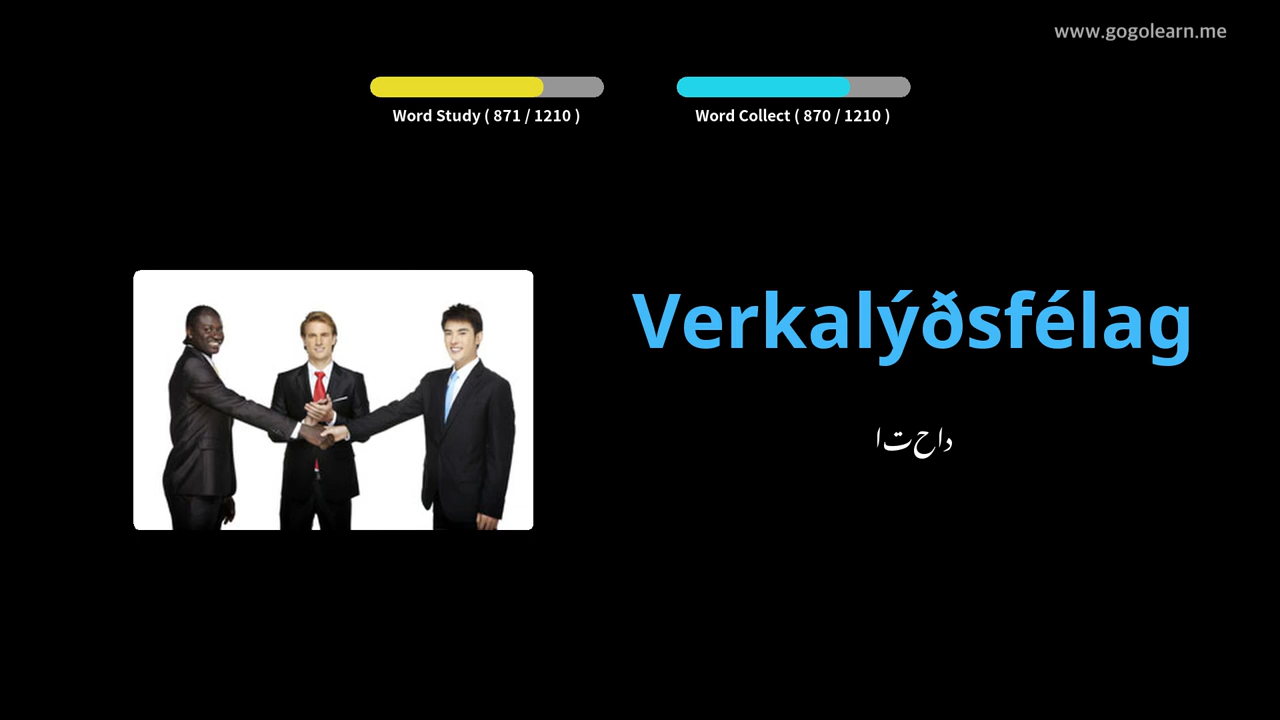 www.gogolearn.me
Word Study ( 871 / 1210 )
Word Collect ( 870 / 1210 )
Verkalýðsfélag
اتحاد